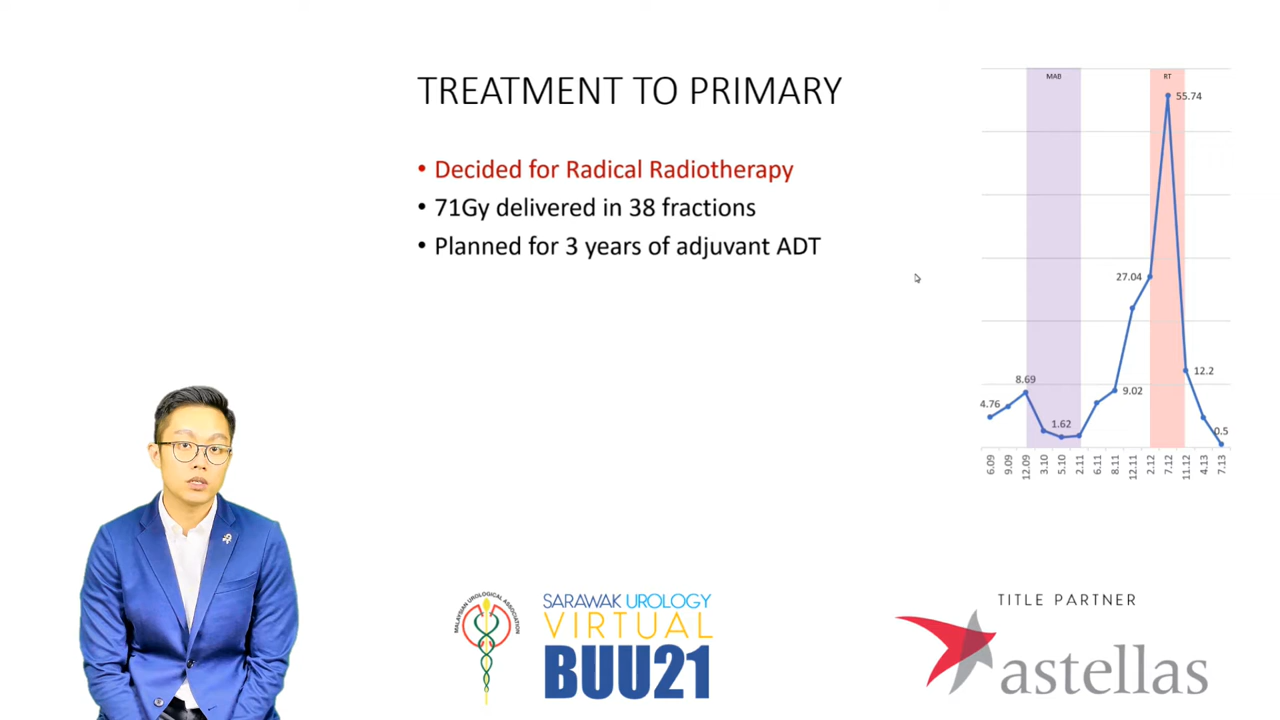 TREATMENT TO PRIMARY
• Decided for Radical Radiotherapy
• 71Gy delivered in 38 fractions
• Planned for 3 years of adjuvant ADT
MAB
RT
55.74
27.04
12.2
8.69
9.02
4.76
1.62
0.5
6.09
9.09
12.09
3.10
5.10
2.11
6.11
8.11
12.11
2.12
7.12
11.12
4.13
7.13
MALAYSIAN UROLOGICAL ASSOCIATION
SARAWAK UROLOGY
VIRTUAL
BUU21
TITLE PARTNER
astellas